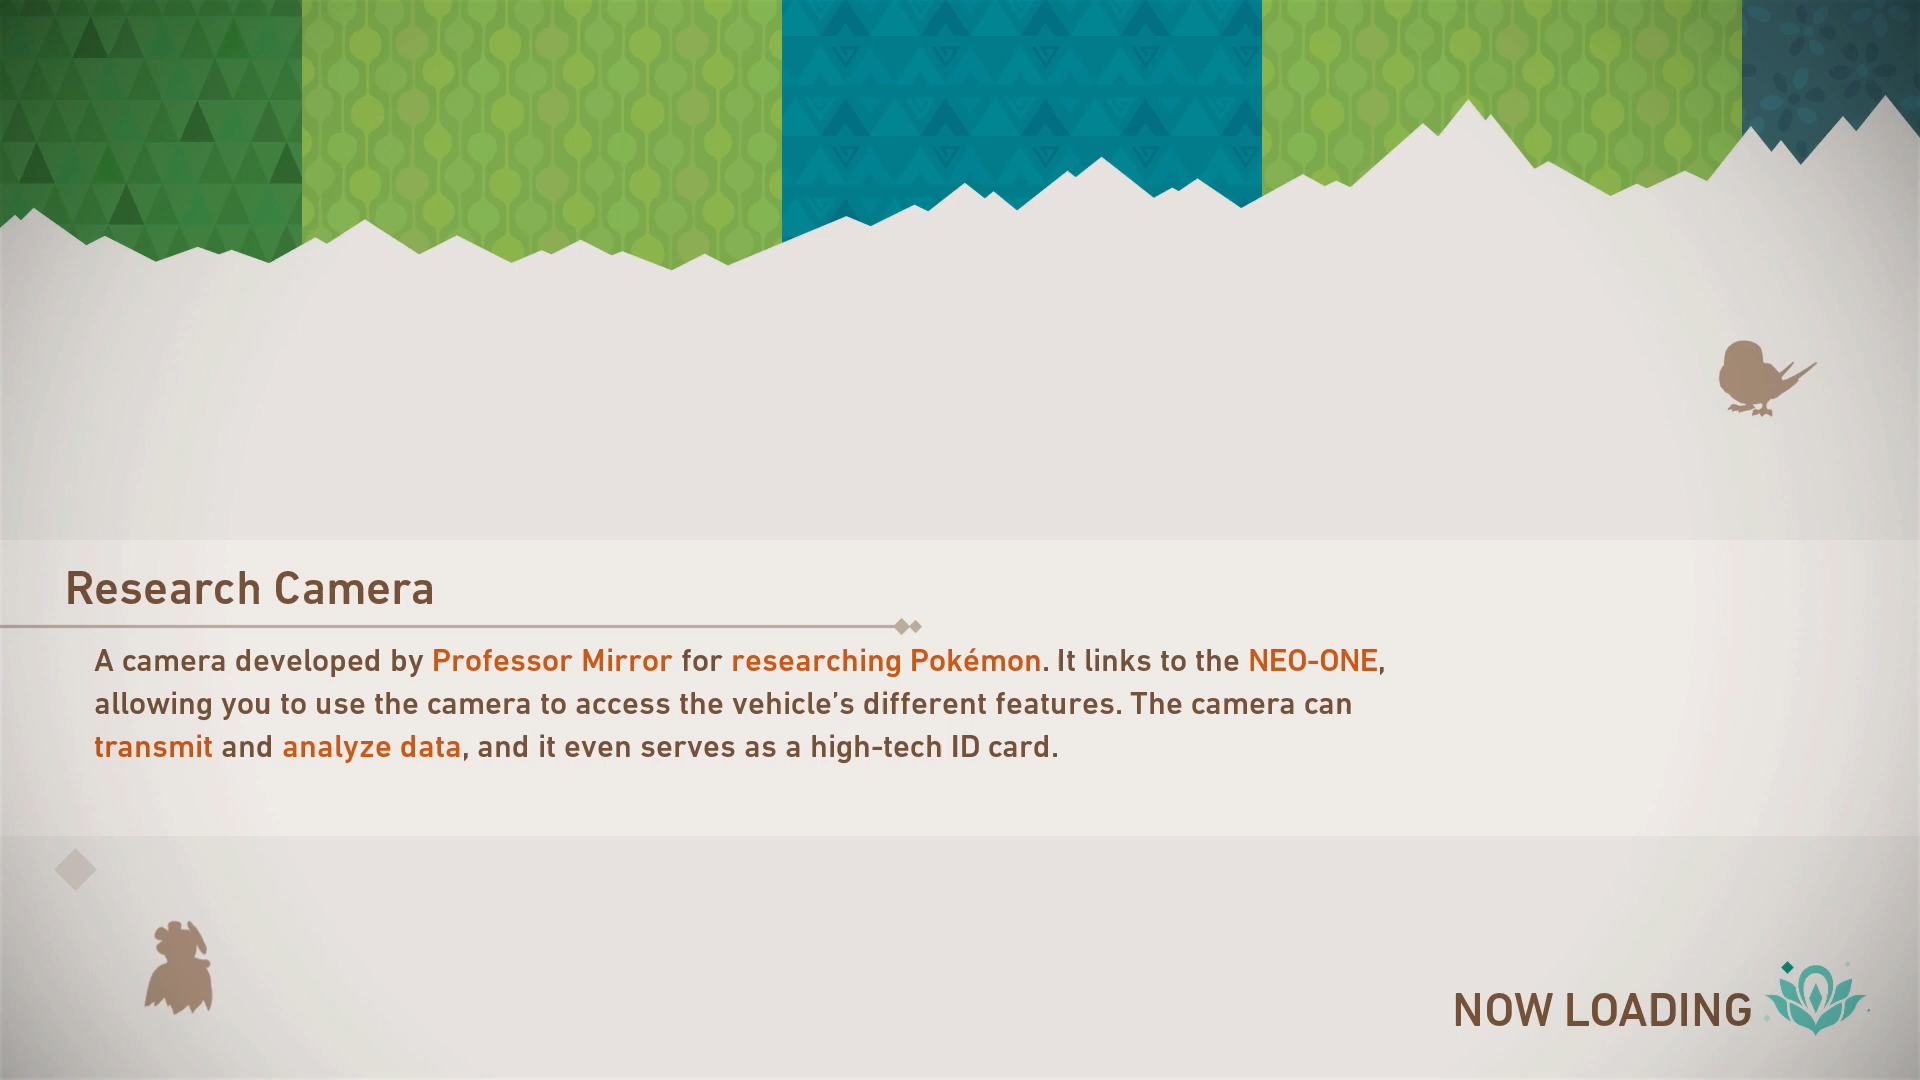 Research Camera
A camera developed by Professor Mirror for researching Pokémon. It links to the NEO-ONE,
allowing you to use the camera to access the vehicle’s different features. The camera can
transmit and analyze data, and it even serves as a high-tech ID card.
NOW LOADING